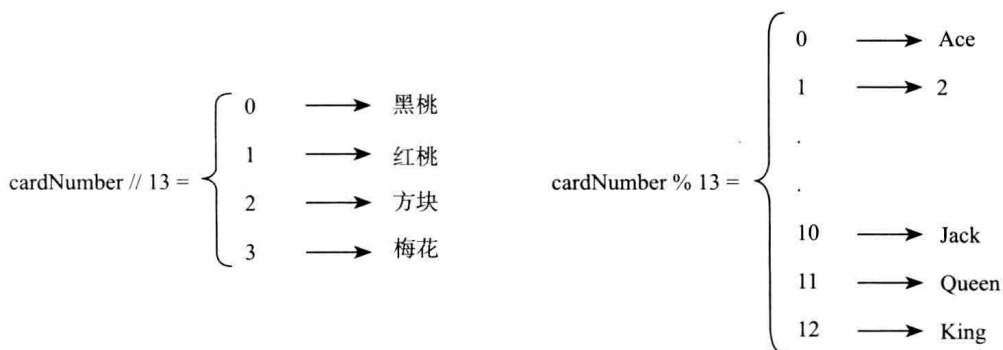 cardNumber // 13 =
0 → 黑桃
1 → 红桃
2 → 方块
3 → 梅花
cardNumber % 13 =
0 → Ace
1 → 2
.
.
10 → Jack
11 → Queen
12 → King